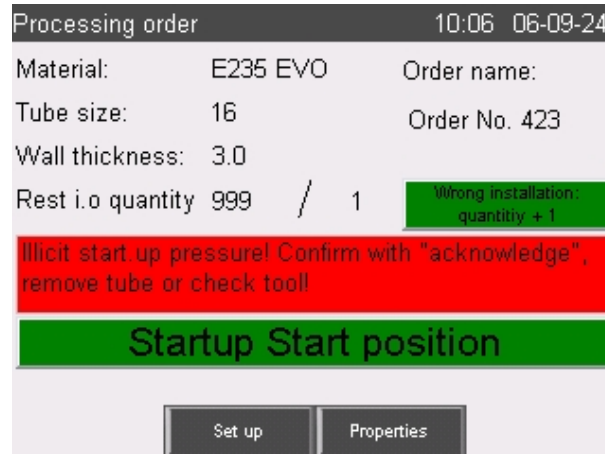 Processing order 10:06 06-09-24
Material: E235 EVO Order name:
Tube size: 16 Order No. 423
Wall thickness: 3.0
Rest i.o quantity 999 / 1
Wrong installation:
quantitiy + 1
Illicit start.up pressure! Confirm with "acknowledge",
remove tube or check tool!
Startup Start position
Set up Properties